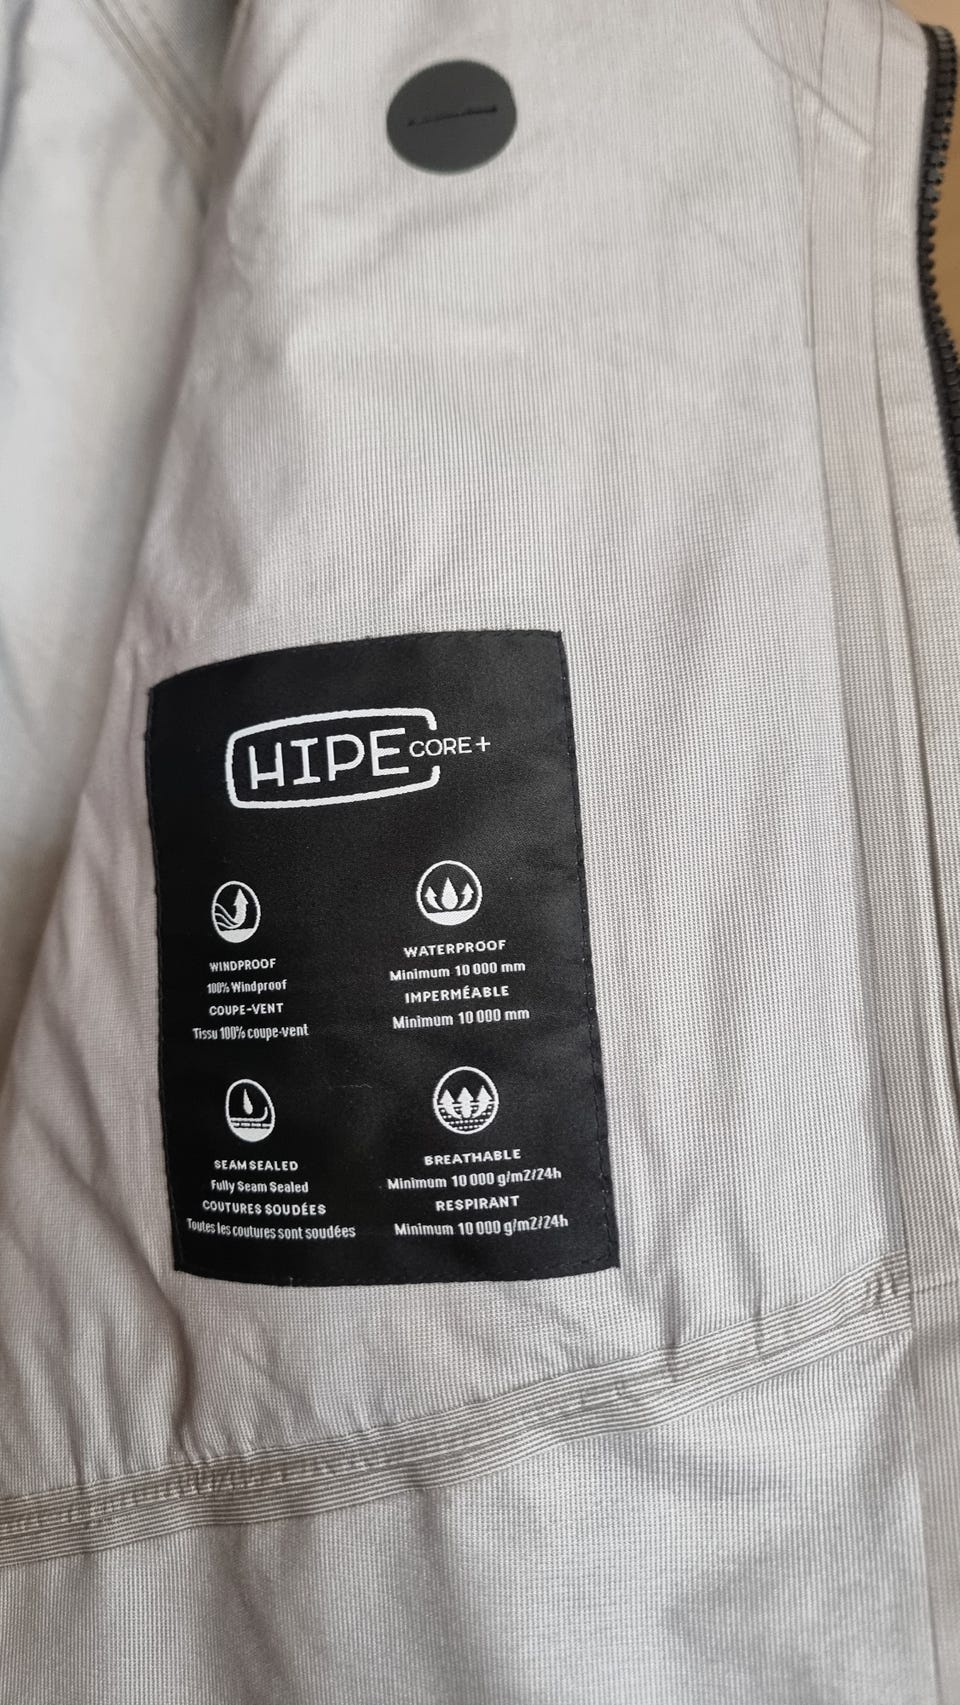 HIPE CORE+
WINDPROOF
100% Windproof
COUPE-VENT
Tissu 100% coupe-vent
WATERPROOF
Minimum 10 000 mm
IMPERMÉABLE
Minimum 10 000 mm
SEAM SEALED
Fully Seam Sealed
COUTURES SOUDÉES
Toutes les coutures sont soudées
BREATHABLE
Minimum 10 000 g/m2/24h
RESPIRANT
Minimum 10 000 g/m2/24h